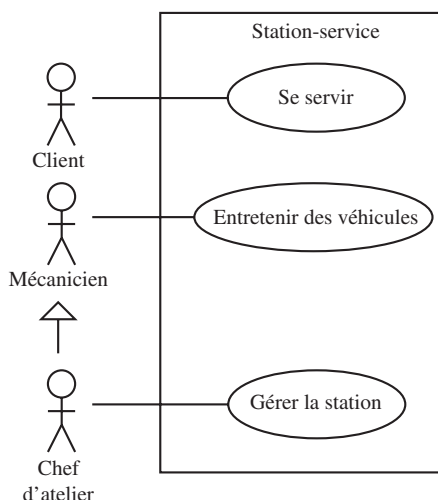 Station-service
Se servir
Client
Entretenir des véhicules
Mécanicien
Gérer la station
Chef
d'atelier